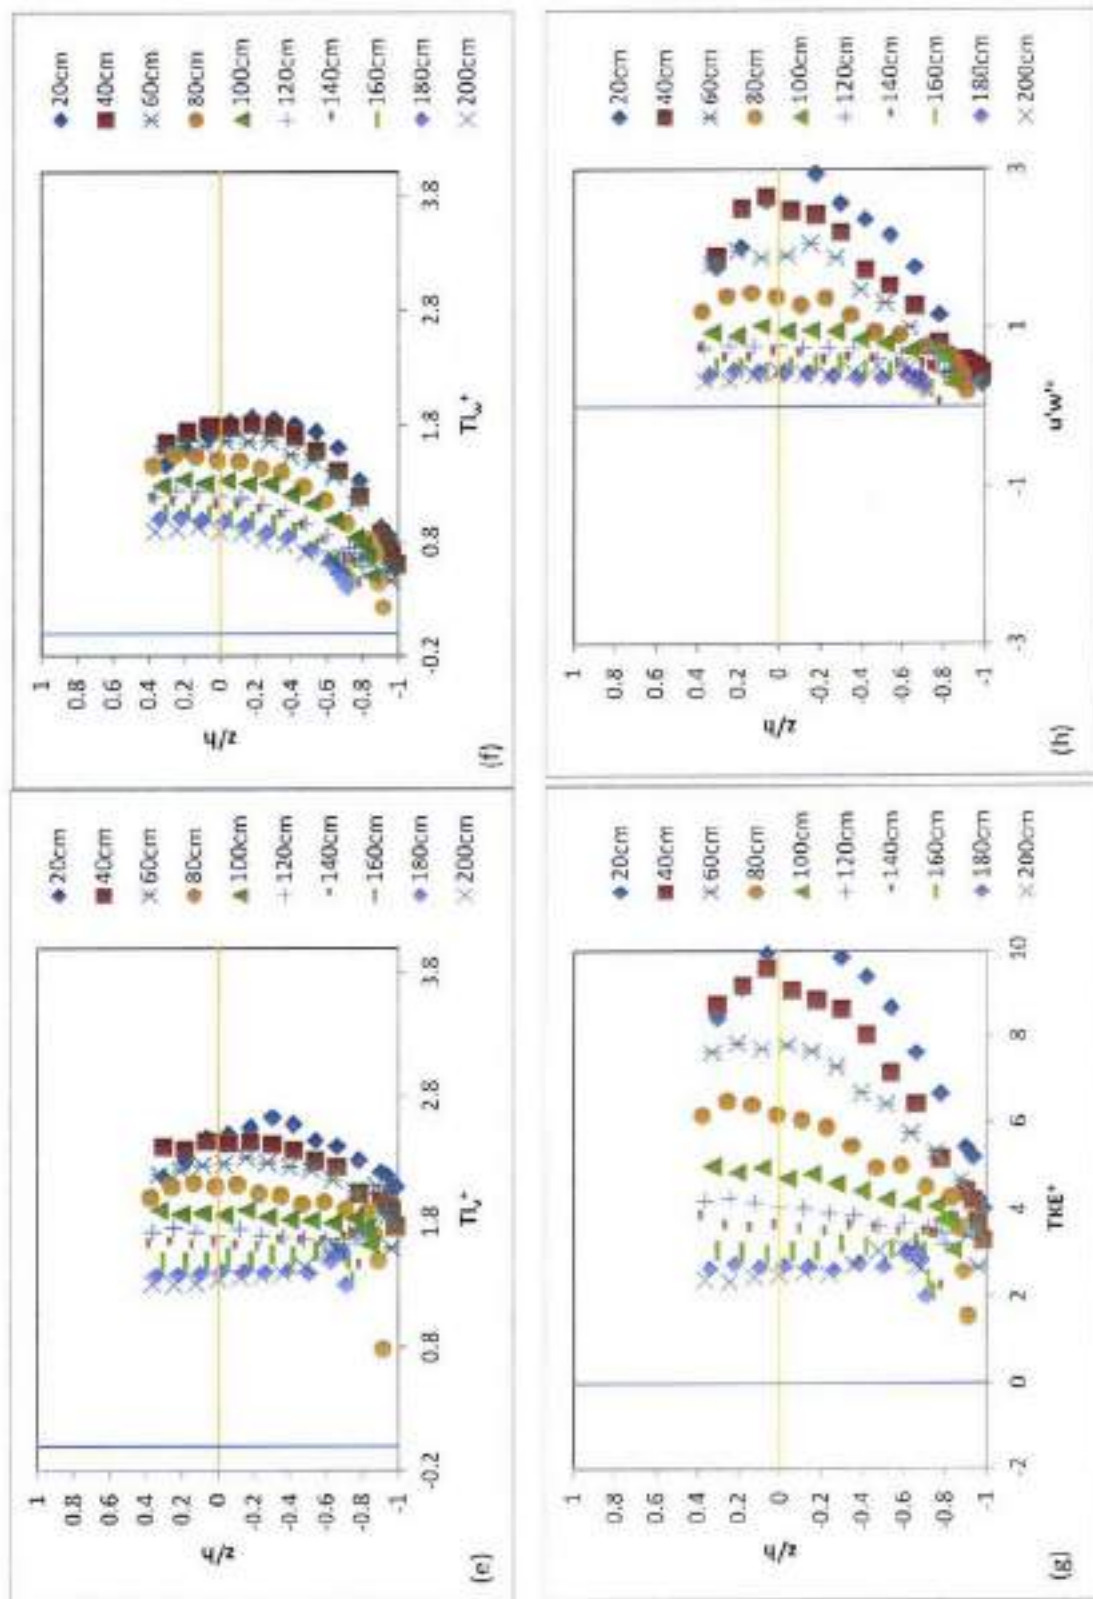 1
0.8
0.6
0.4
0.2
0
-0.2
-0.4
-0.6
-0.8
-1
z/h
-0.2 0.8 1.8 2.8 3.8
TIᵥ⁺
(e)
20cm
40cm
60cm
80cm
100cm
120cm
140cm
160cm
180cm
200cm
1
0.8
0.6
0.4
0.2
0
-0.2
-0.4
-0.6
-0.8
-1
z/h
-0.2 0.8 1.8 2.8 3.8
TI_w⁺
(f)
20cm
40cm
60cm
80cm
100cm
120cm
140cm
160cm
180cm
200cm
1
0.8
0.6
0.4
0.2
0
-0.2
-0.4
-0.6
-0.8
-1
z/h
-2 0 2 4 6 8 10
TKE⁺
(g)
20cm
40cm
60cm
80cm
100cm
120cm
140cm
160cm
180cm
200cm
1
0.8
0.6
0.4
0.2
0
-0.2
-0.4
-0.6
-0.8
-1
z/h
-3 -1 1 3
u'w'⁺
(h)
20cm
40cm
60cm
80cm
100cm
120cm
140cm
160cm
180cm
200cm